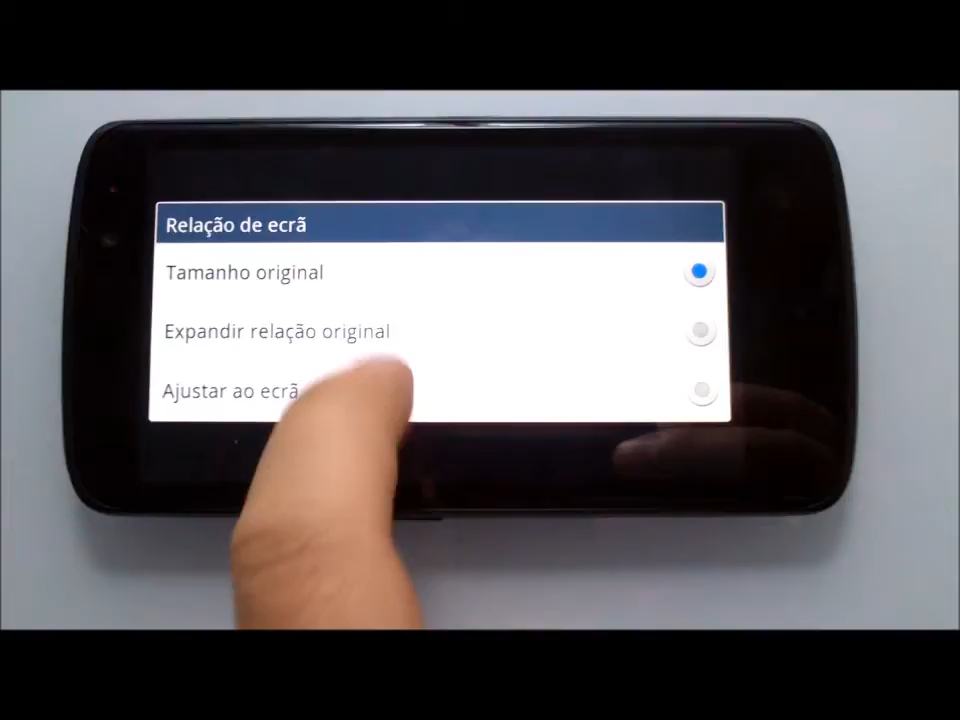 Relação de ecrã
Tamanho original
Expandir relação original
Ajustar ao ecrã